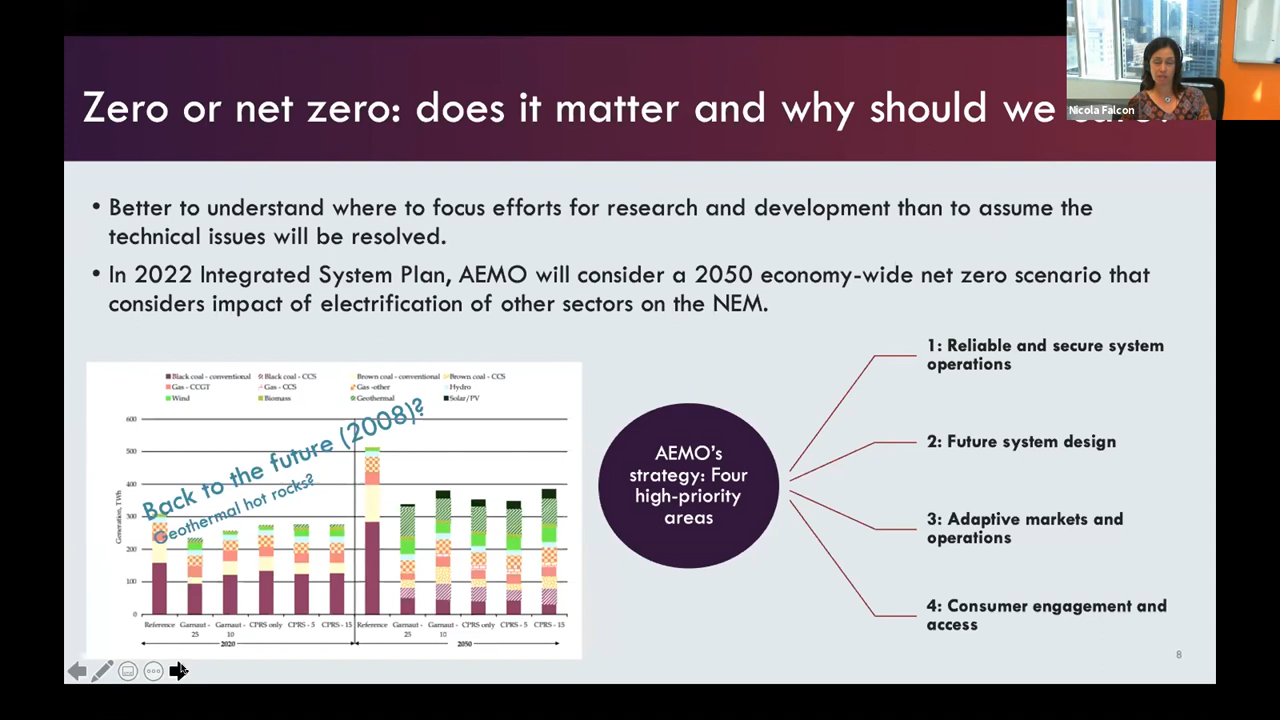 Zero or net zero: does it matter and why should we
Nicola Falcon
• Better to understand where to focus efforts for research and development than to assume the
technical issues will be resolved.
• In 2022 Integrated System Plan, AEMO will consider a 2050 economy-wide net zero scenario that
considers impact of electrification of other sectors on the NEM.
Black coal - conventional Black coal - CCS Brown coal - conventional Brown coal - CCS
Gas - CCGT Gas - CCS Gas -other Hydro
Wind Biomass Geothermal Solar/PV
Back to the future (2008)?
Geothermal hot rocks?
Generation, TWh
600
500
400
300
200
100
0
Reference Garnaut - 25 Garnaut - 10 CPRS only CPRS - 5 CPRS - 15 Reference Garnaut - 25 Garnaut - 10 CPRS only CPRS - 5 CPRS - 15
2020 2050
AEMO's
strategy: Four
high-priority
areas
1: Reliable and secure system
operations
2: Future system design
3: Adaptive markets and
operations
4: Consumer engagement and
access
8